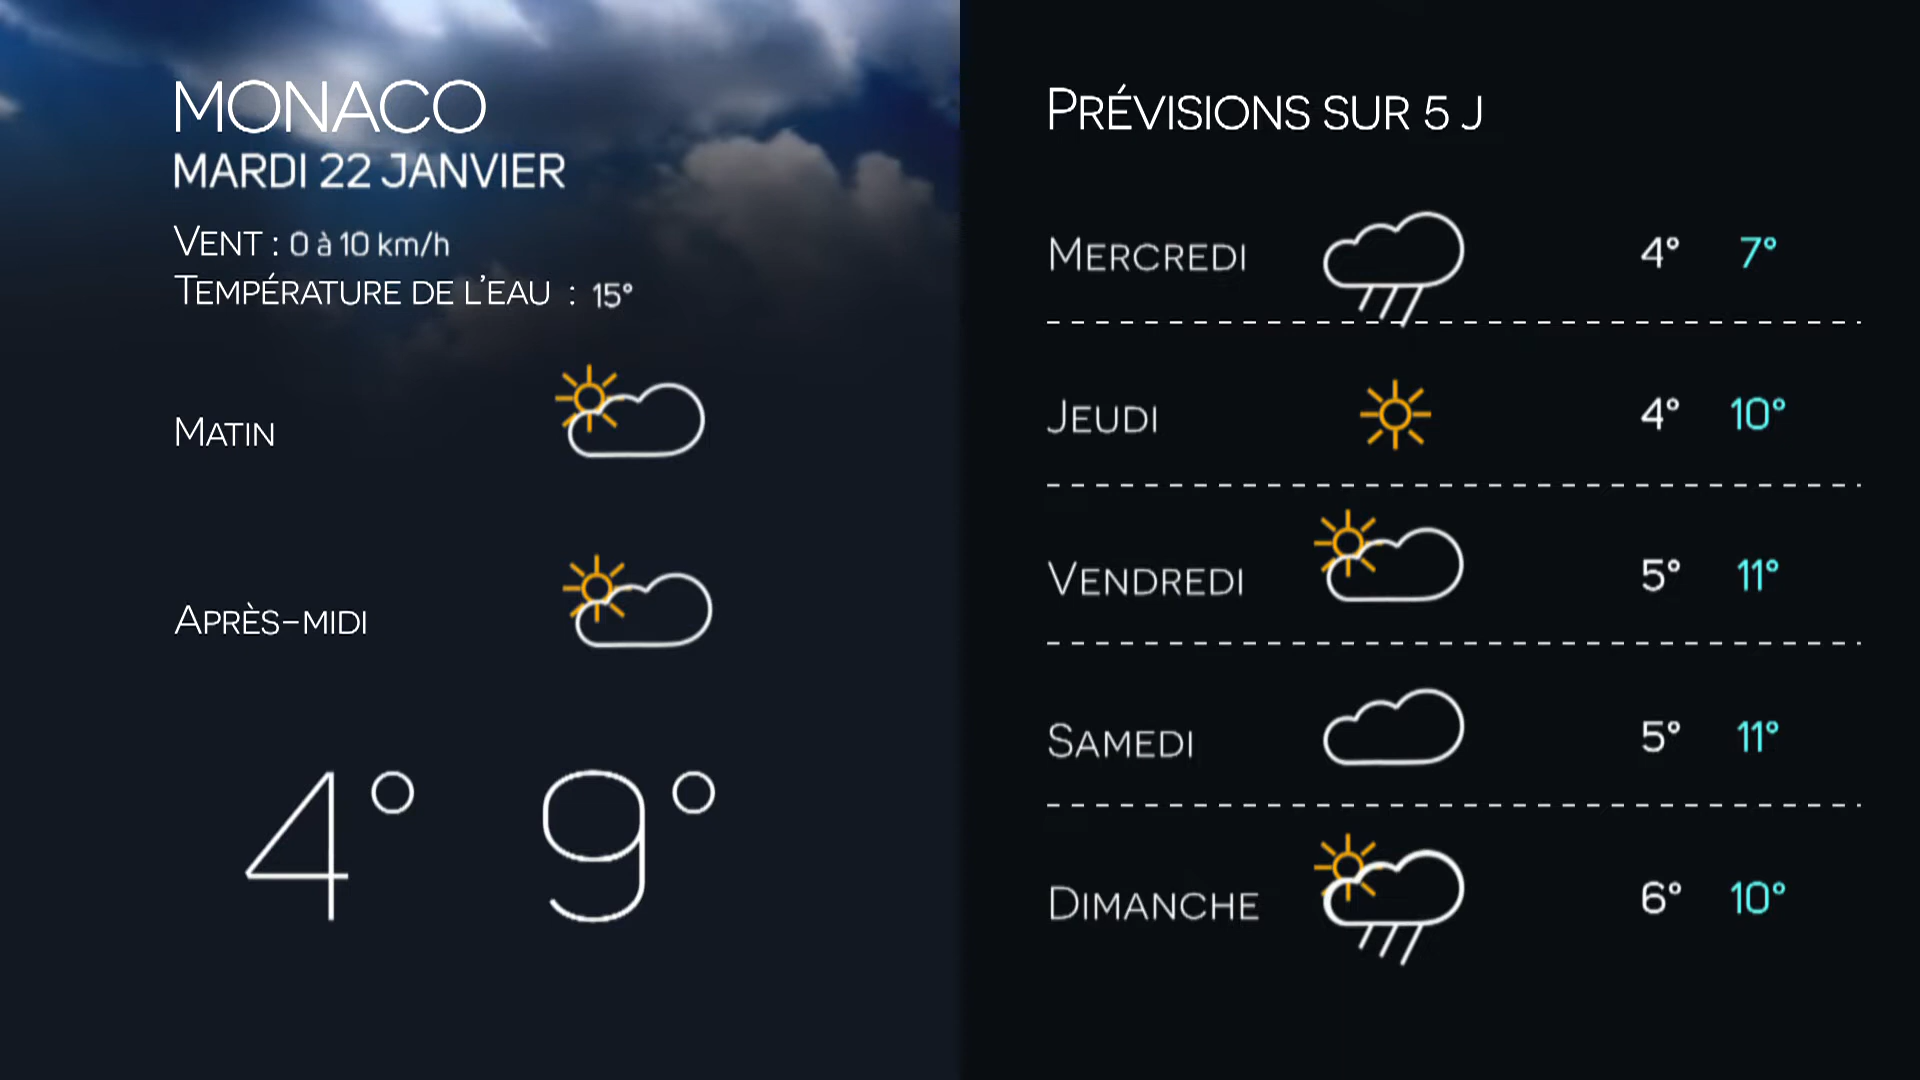 MONACO
MARDI 22 JANVIER
VENT : 0 à 10 km/h
TEMPÉRATURE DE L'EAU : 15°
MATIN
APRÈS-MIDI
4° 9°
PRÉVISIONS SUR 5 J
MERCREDI 4° 7°
JEUDI 4° 10°
VENDREDI 5° 11°
SAMEDI 5° 11°
DIMANCHE 6° 10°